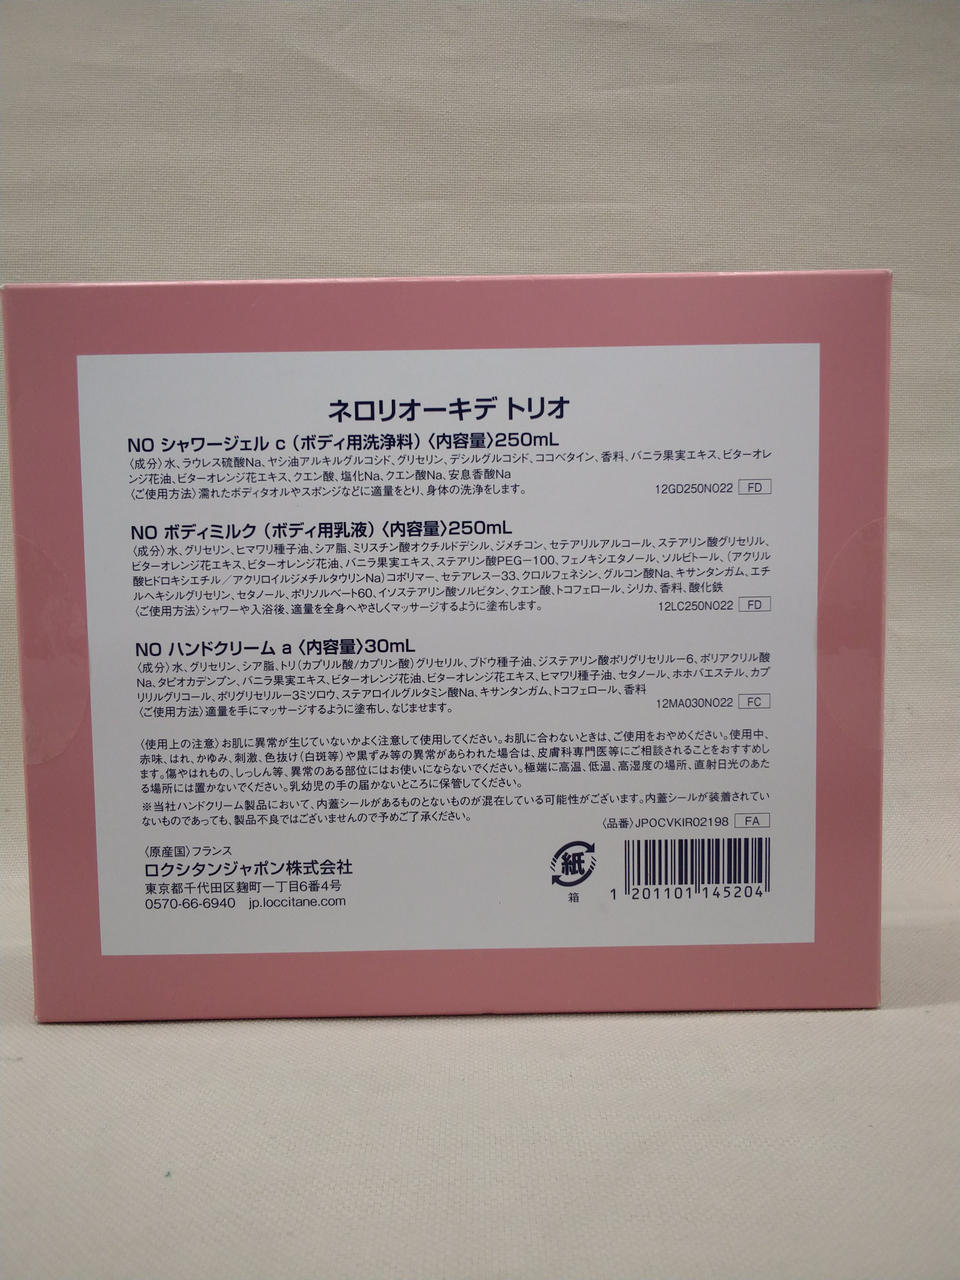 ネロリオーキデ トリオ
NO シャワージェル c（ボディ用洗浄料）〈内容量〉250mL
〈成分〉水、ラウレス硫酸Na、ヤシ油アルキルグルコシド、グリセリン、デシルグルコシド、ココベタイン、香料、バニラ果実エキス、ビターオレ
ンジ花油、ビターオレンジ花エキス、クエン酸、塩化Na、クエン酸Na、安息香酸Na
〈ご使用方法〉濡れたボディタオルやスポンジなどに適量をとり、身体の洗浄をします。 12GD250NO22 FD
NO ボディミルク（ボディ用乳液）〈内容量〉250mL
〈成分〉水、グリセリン、ヒマワリ種子油、シア脂、ミリスチン酸オクチルドデシル、ジメチコン、セテアリルアルコール、ステアリン酸グリセリル、
ビターオレンジ花エキス、ビターオレンジ花油、バニラ果実エキス、ステアリン酸PEG-100、フェノキシエタノール、ソルビトール、（アクリル
酸ヒドロキシエチル／アクリロイルジメチルタウリンNa）コポリマー、セテアレス-33、クロルフェネシン、グルコン酸Na、キサンタンガム、エチ
ルヘキシルグリセリン、セタノール、ポリソルベート60、イソステアリン酸ソルビタン、クエン酸、トコフェロール、シリカ、香料、酸化鉄
〈ご使用方法〉シャワーや入浴後、適量を全身へやさしくマッサージするように塗布します。 12LC250NO22 FD
NO ハンドクリーム a〈内容量〉30mL
〈成分〉水、グリセリン、シア脂、トリ（カプリル酸/カプリン酸）グリセリル、ブドウ種子油、ジステアリン酸ポリグリセリル-6、ポリアクリル酸
Na、タピオカデンプン、バニラ果実エキス、ビターオレンジ花油、ビターオレンジ花エキス、ヒマワリ種子油、セタノール、ホホバエステル、カプ
リリルグリコール、ポリグリセリル-3ミツロウ、ステアロイルグルタミン酸Na、キサンタンガム、トコフェロール、香料
〈ご使用方法〉適量を手にマッサージするように塗布し、なじませます。 12MA030NO22 FC
〈使用上の注意〉お肌に異常が生じていないかよく注意して使用してください。お肌に合わないときは、ご使用をおやめください。使用中、
赤味、はれ、かゆみ、刺激、色抜け（白斑等）や黒ずみ等の異常があらわれた場合は、皮膚科専門医等にご相談されることをおすすめし
ます。傷やはれもの、しっしん等、異常のある部位にはお使いにならないでください。極端に高温、低温、高湿度の場所、直射日光のあた
る場所には置かないでください。乳幼児の手の届かないところに保管してください。
※当社ハンドクリーム製品において、内蓋シールがあるものとないものが混在している可能性がございます。内蓋シールが装着されてい
ないものであっても、製品不良ではございませんので予めご了承ください。
〈品番〉JPOCVKIR02198 FA
〈原産国〉フランス
ロクシタンジャポン株式会社
東京都千代田区麹町一丁目6番4号
0570-66-6940 jp.loccitane.com
紙
箱
1 201101 145204